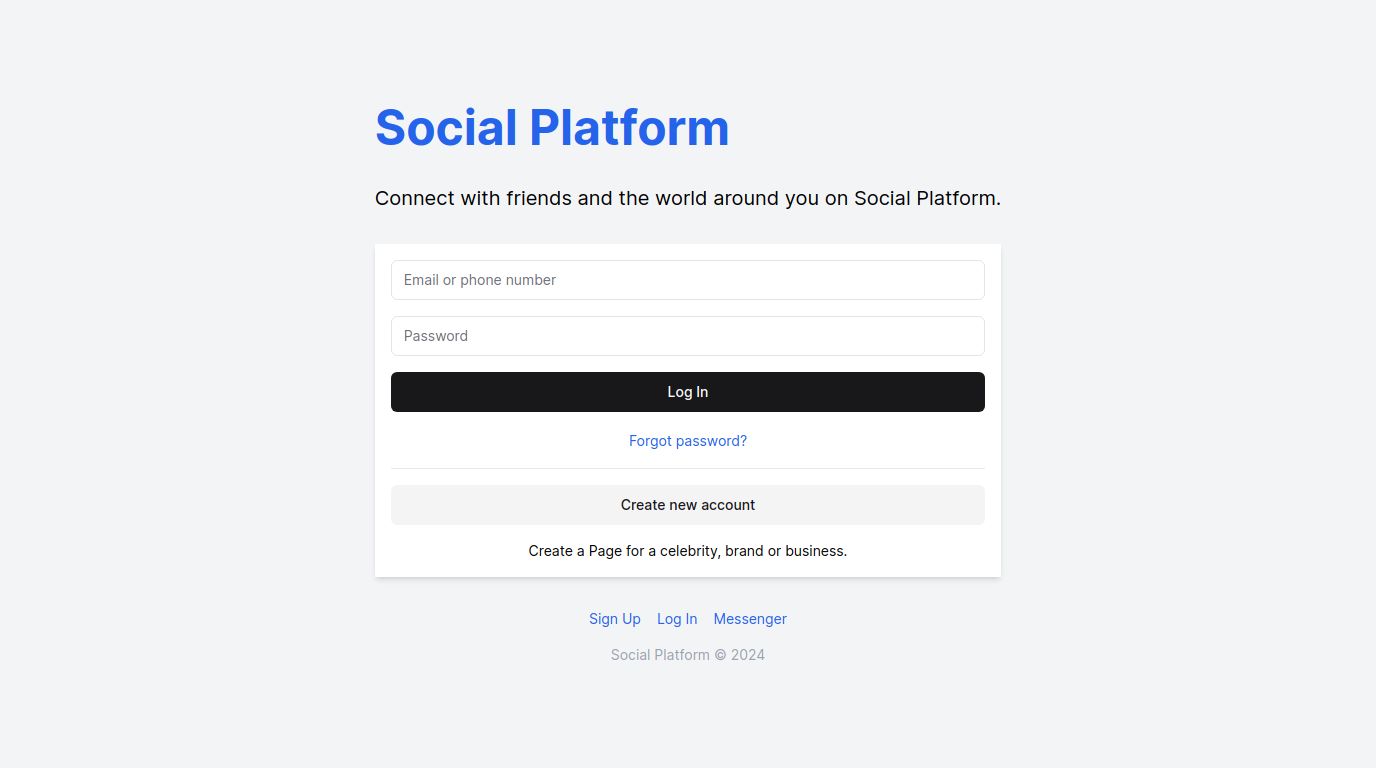 Social Platform
Connect with friends and the world around you on Social Platform.
Email or phone number
Password
Log In
Forgot password?
Create new account
Create a Page for a celebrity, brand or business.
Sign Up Log In Messenger
Social Platform © 2024